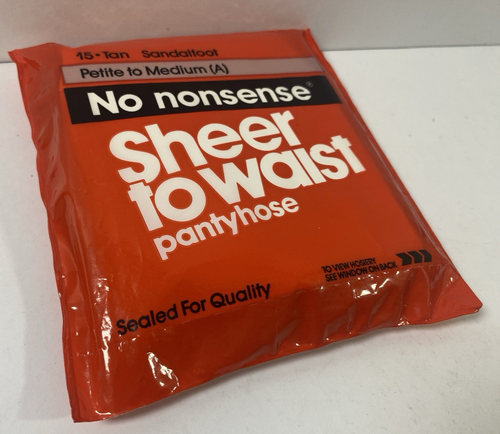 15-Tan Sandalfoot
Petite to Medium (A)
No nonsense®
Sheer
to waist
pantyhose
TO VIEW HOSIERY
SEE WINDOW ON BACK
Sealed For Quality